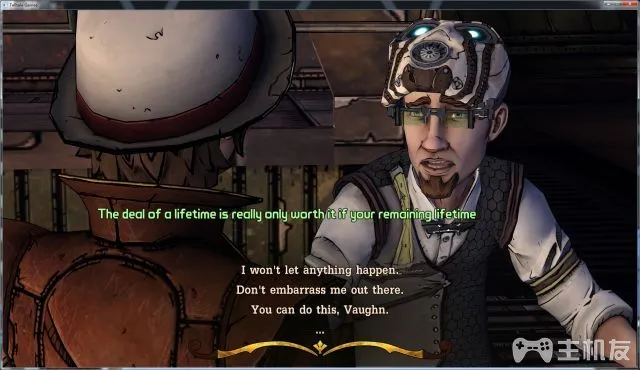 Telltale Games
The deal of a lifetime is really only worth it if your remaining lifetime
I won't let anything happen.
Don't embarrass me out there.
You can do this, Vaughn.
...
主机友